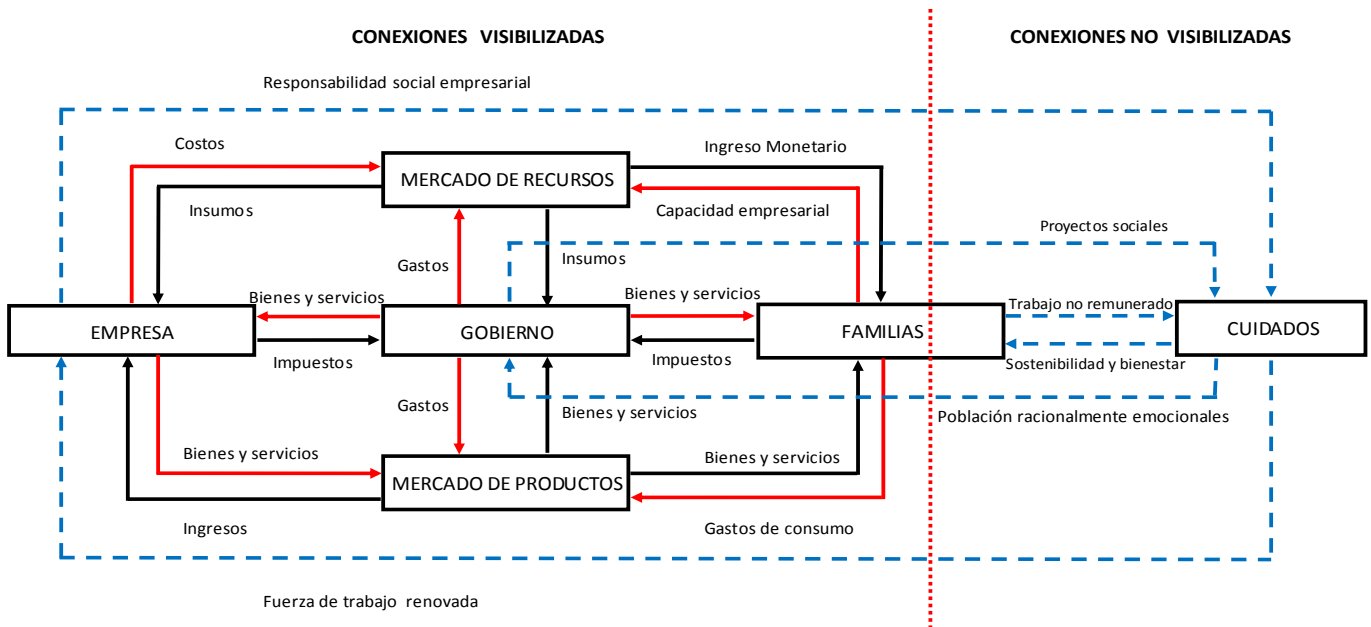 CONEXIONES VISIBILIZADAS
CONEXIONES NO VISIBILIZADAS
Responsabilidad social empresarial
Costos
Ingreso Monetario
MERCADO DE RECURSOS
Insumos
Capacidad empresarial
Proyectos sociales
Gastos
Insumos
Bienes y servicios
Bienes y servicios
Trabajo no remunerado
EMPRESA
GOBIERNO
FAMILIAS
CUIDADOS
Impuestos
Impuestos
Sostenibilidad y bienestar
Gastos
Bienes y servicios
Población racionalmente emocionales
Bienes y servicios
Bienes y servicios
MERCADO DE PRODUCTOS
Ingresos
Gastos de consumo
Fuerza de trabajo renovada